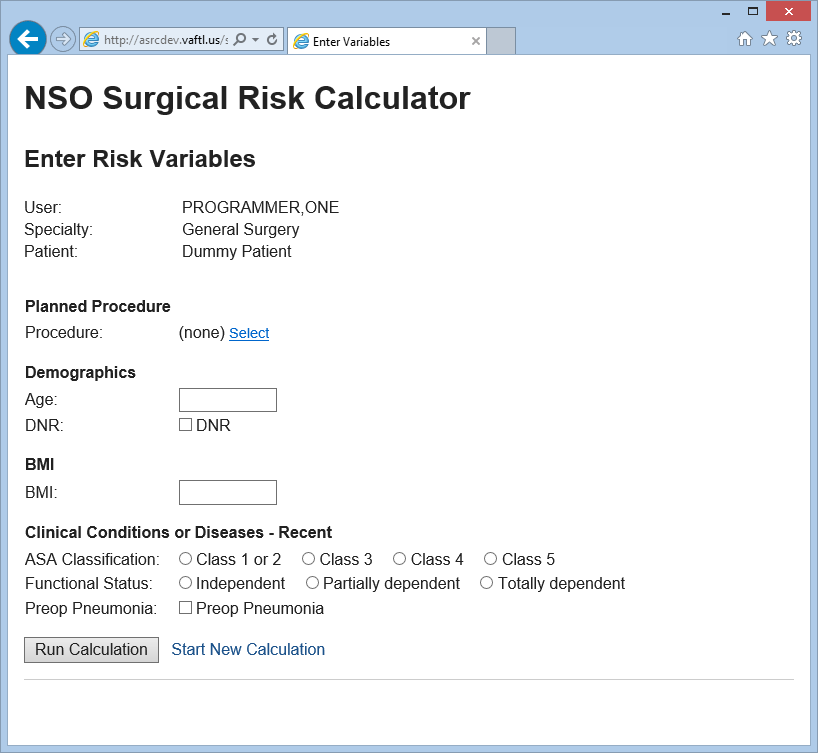 http://asrcdev.vaftl.us/
Enter Variables
NSO Surgical Risk Calculator
Enter Risk Variables
User: PROGRAMMER,ONE
Specialty: General Surgery
Patient: Dummy Patient
Planned Procedure
Procedure: (none) Select
Demographics
Age:
DNR: DNR
BMI
BMI:
Clinical Conditions or Diseases - Recent
ASA Classification: Class 1 or 2 Class 3 Class 4 Class 5
Functional Status: Independent Partially dependent Totally dependent
Preop Pneumonia: Preop Pneumonia
Run Calculation Start New Calculation